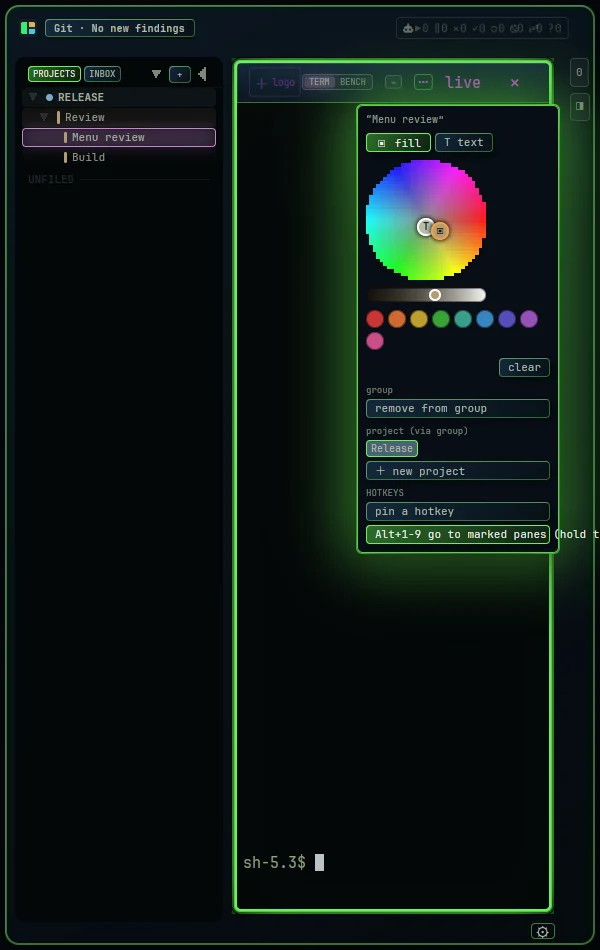 Git · No new findings
PROJECTS INBOX +
RELEASE
Review
Menu review
Build
UNFILED
+ logo TERM BENCH live ×
0
"Menu review"
fill T text
T
clear
group
remove from group
project (via group)
Release
+ new project
HOTKEYS
pin a hotkey
Alt+1-9 go to marked panes (hold t
sh-5.3$